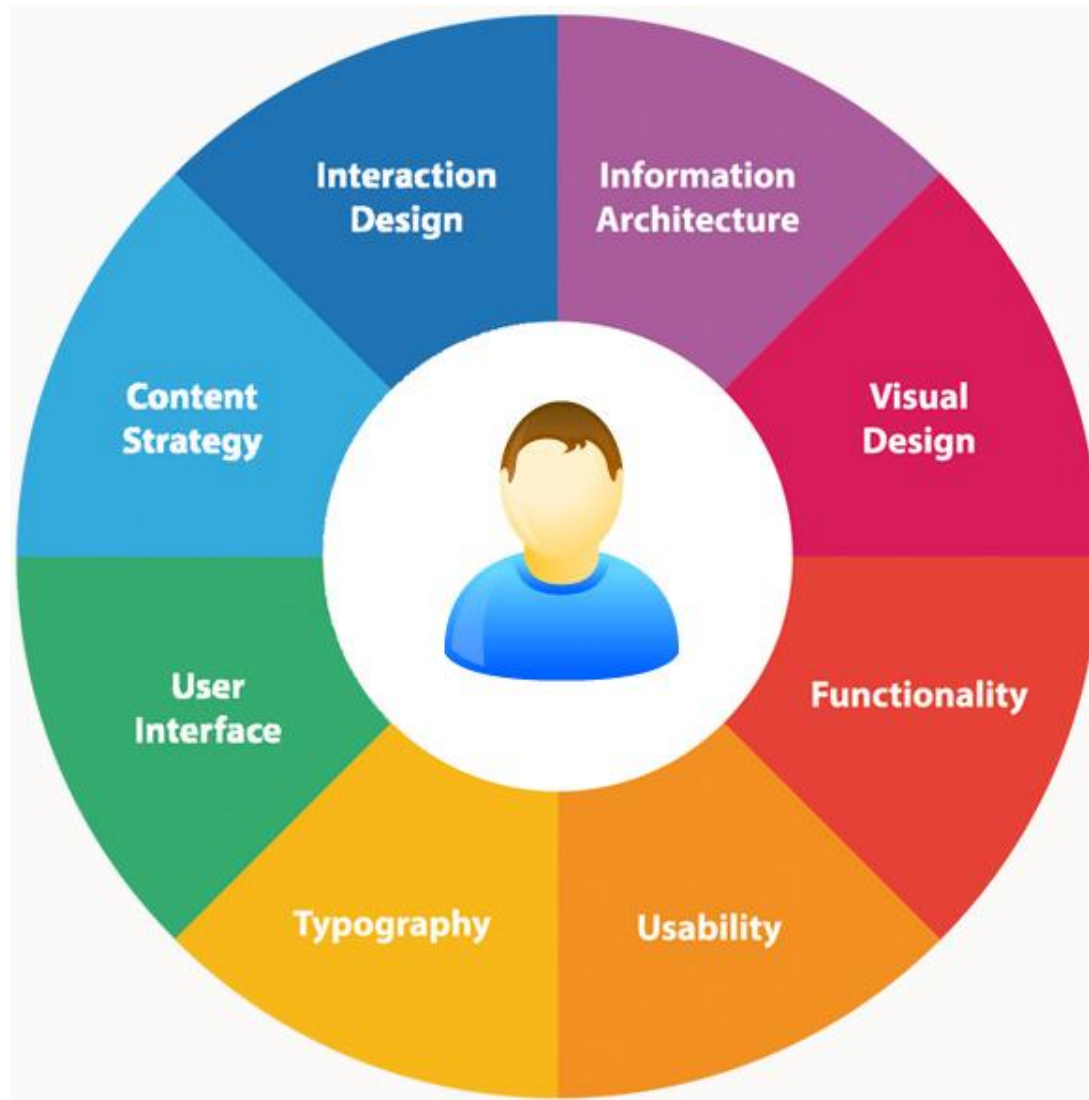 Interaction
Design
Information
Architecture
Visual
Design
Functionality
Usability
Typography
User
Interface
Content
Strategy